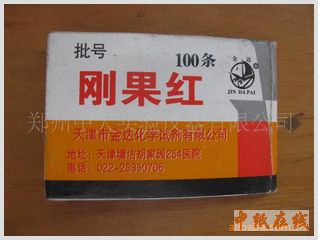 批号
100条
金达
JIN DA PAI
刚果红
天津市金达化学试剂有限公司
地址：天津塘沽胡家园254医院
电话：022-25350706
中纸在线